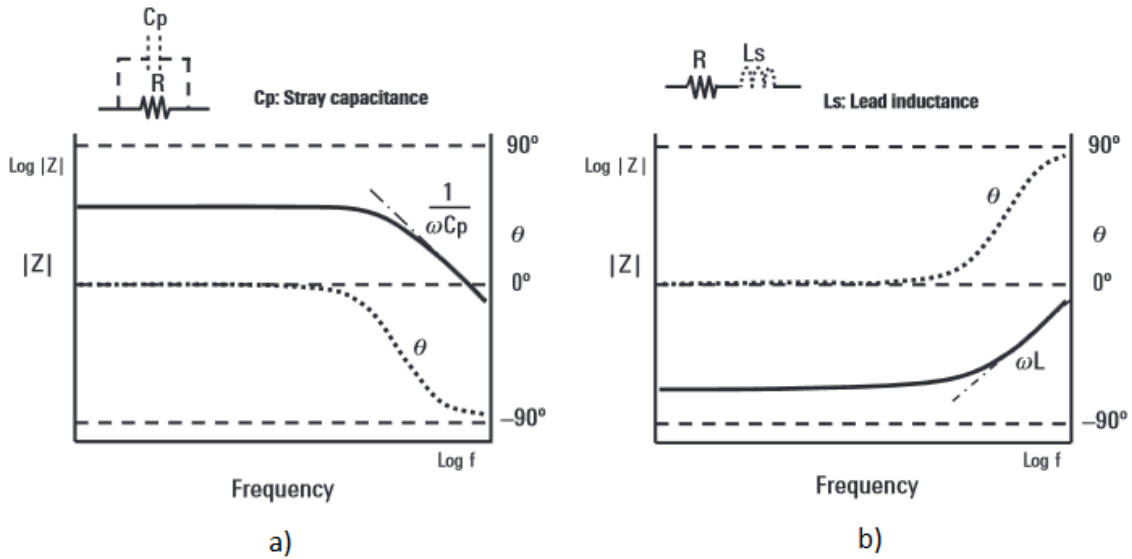 Cp
R
Cp: Stray capacitance
Log |Z|
90º
1
ωCp
θ
|Z|
0º
θ
–90º
Log f
Frequency
a)
R Ls
Ls: Lead inductance
Log |Z|
90º
θ
θ
|Z|
0º
ωL
–90º
Log f
Frequency
b)